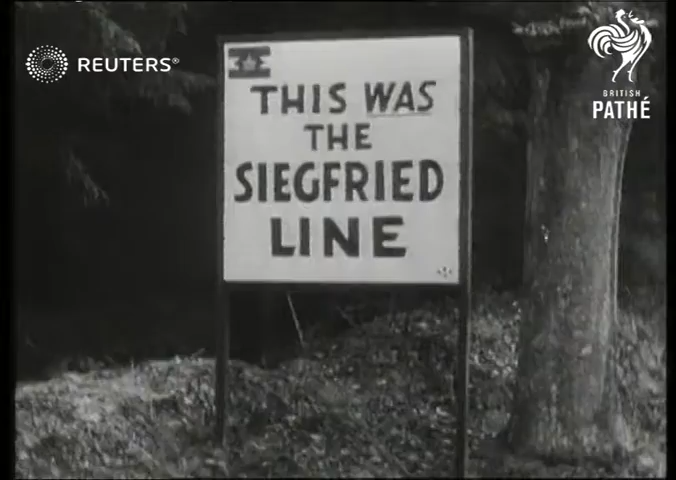 REUTERS®
BRITISH
PATHÉ
THIS WAS
THE
SIEGFRIED
LINE